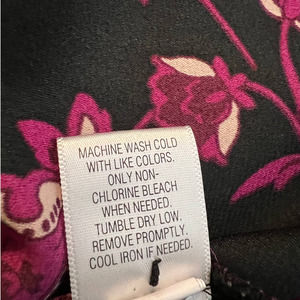 MACHINE WASH COLD
WITH LIKE COLORS.
ONLY NON-
CHLORINE BLEACH
WHEN NEEDED.
TUMBLE DRY LOW.
REMOVE PROMPTLY.
COOL IRON IF NEEDED.